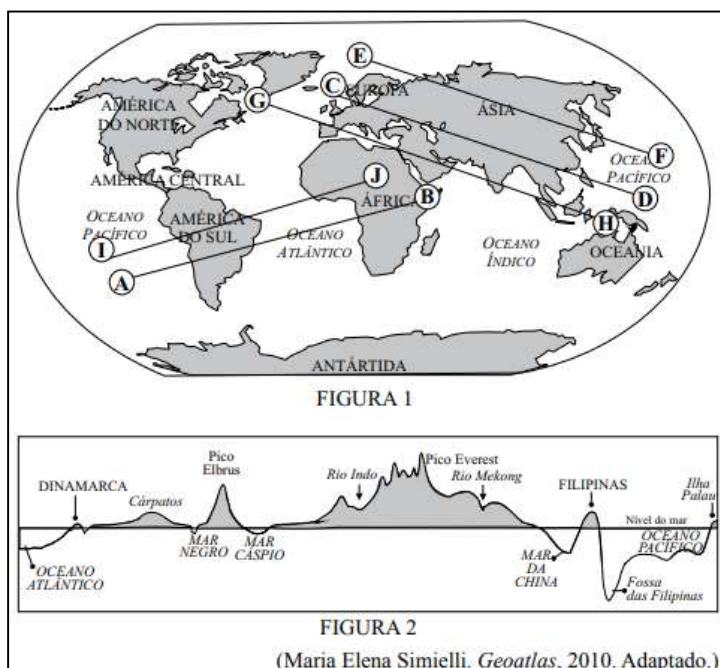 E
C
EUROPA
G
AMÉRICA
DO NORTE
ÁSIA
F
OCEANO
PACÍFICO
AMÉRICA CENTRAL
J
ÁFRICA
B
D
OCEANO
PACÍFICO
AMÉRICA
DO SUL
H
I
OCEANO
ATLÂNTICO
OCEANO
ÍNDICO
OCEANIA
A
ANTÁRTIDA
FIGURA 1
Pico
Elbrus
Pico Everest
Ilha
Palau
DINAMARCA
Cárpatos
Rio Indo
Rio Mekong
FILIPINAS
Nível do mar
OCEANO
PACÍFICO
MAR
NEGRO
MAR
CÁSPIO
OCEANO
ATLÂNTICO
MAR
DA
CHINA
Fossa
das Filipinas
FIGURA 2
(Maria Elena Simielli. Geoatlas, 2010. Adaptado.)